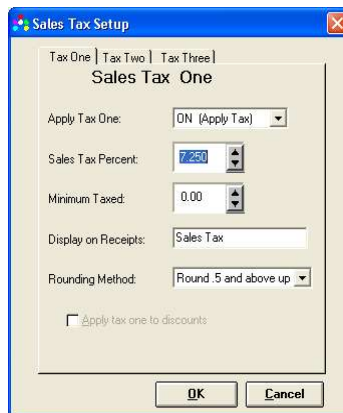 Sales Tax Setup
Tax One Tax Two Tax Three
Sales Tax One
Apply Tax One: ON (Apply Tax)
Sales Tax Percent: 7.250
Minimum Taxed: 0.00
Display on Receipts: Sales Tax
Rounding Method: Round .5 and above up
Apply tax one to discounts
OK Cancel